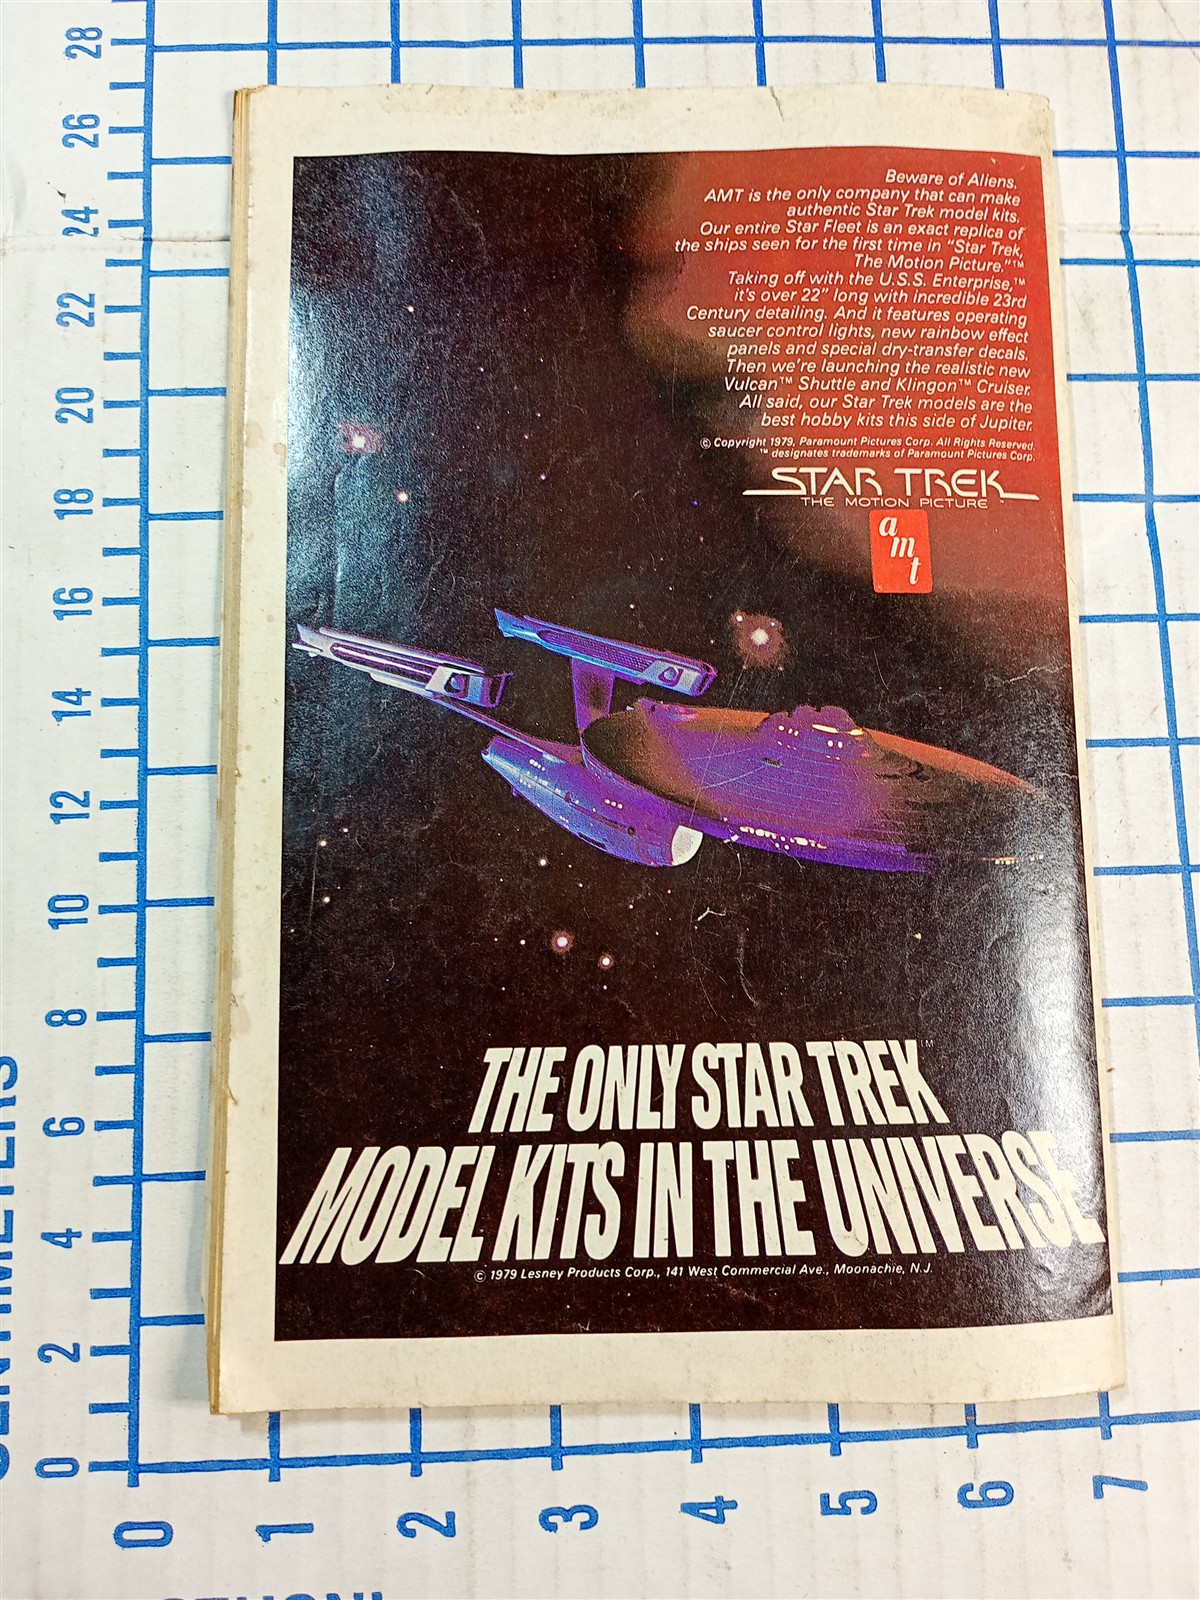 Beware of Aliens.
AMT is the only company that can make
authentic Star Trek model kits.
Our entire Star Fleet is an exact replica of
the ships seen for the first time in "Star Trek,
The Motion Picture."™
Taking off with the U.S.S. Enterprise,™
it's over 22" long with incredible 23rd
Century detailing. And it features operating
saucer control lights, new rainbow effect
panels and special dry-transfer decals.
Then we're launching the realistic new
Vulcan™ Shuttle and Klingon™ Cruiser.
All said, our Star Trek models are the
best hobby kits this side of Jupiter.
© Copyright 1979, Paramount Pictures Corp. All Rights Reserved.
™ designates trademarks of Paramount Pictures Corp.
STAR TREK
THE MOTION PICTURE™
amt
THE ONLY STAR TREK™
MODEL KITS IN THE UNIVERSE
© 1979 Lesney Products Corp., 141 West Commercial Ave., Moonachie, N.J.
28
26
24
22
20
18
16
14
12
10
8
6
4
2
0
CENTIMETERS
0 1 2 3 4 5 6 7